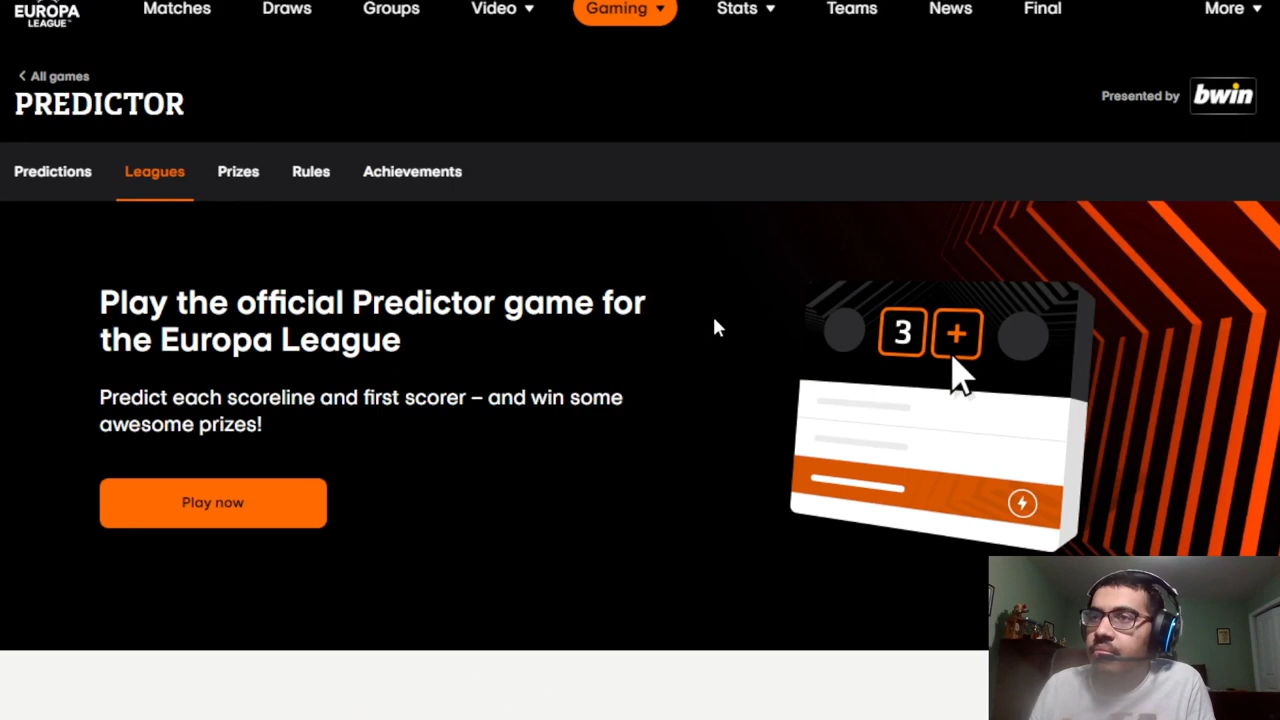 EUROPA
LEAGUE
Matches Draws Groups Video Gaming Stats Teams News Final More
All games
PREDICTOR
Presented by bwin
Predictions Leagues Prizes Rules Achievements
Play the official Predictor game for
the Europa League
3 +
Predict each scoreline and first scorer – and win some
awesome prizes!
Play now